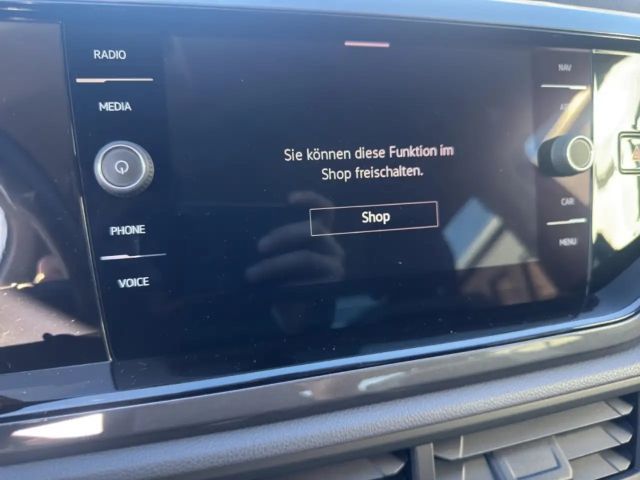 RADIO
MEDIA
PHONE
VOICE
Sie können diese Funktion im
Shop freischalten.
Shop
NAV
CAR
MENU